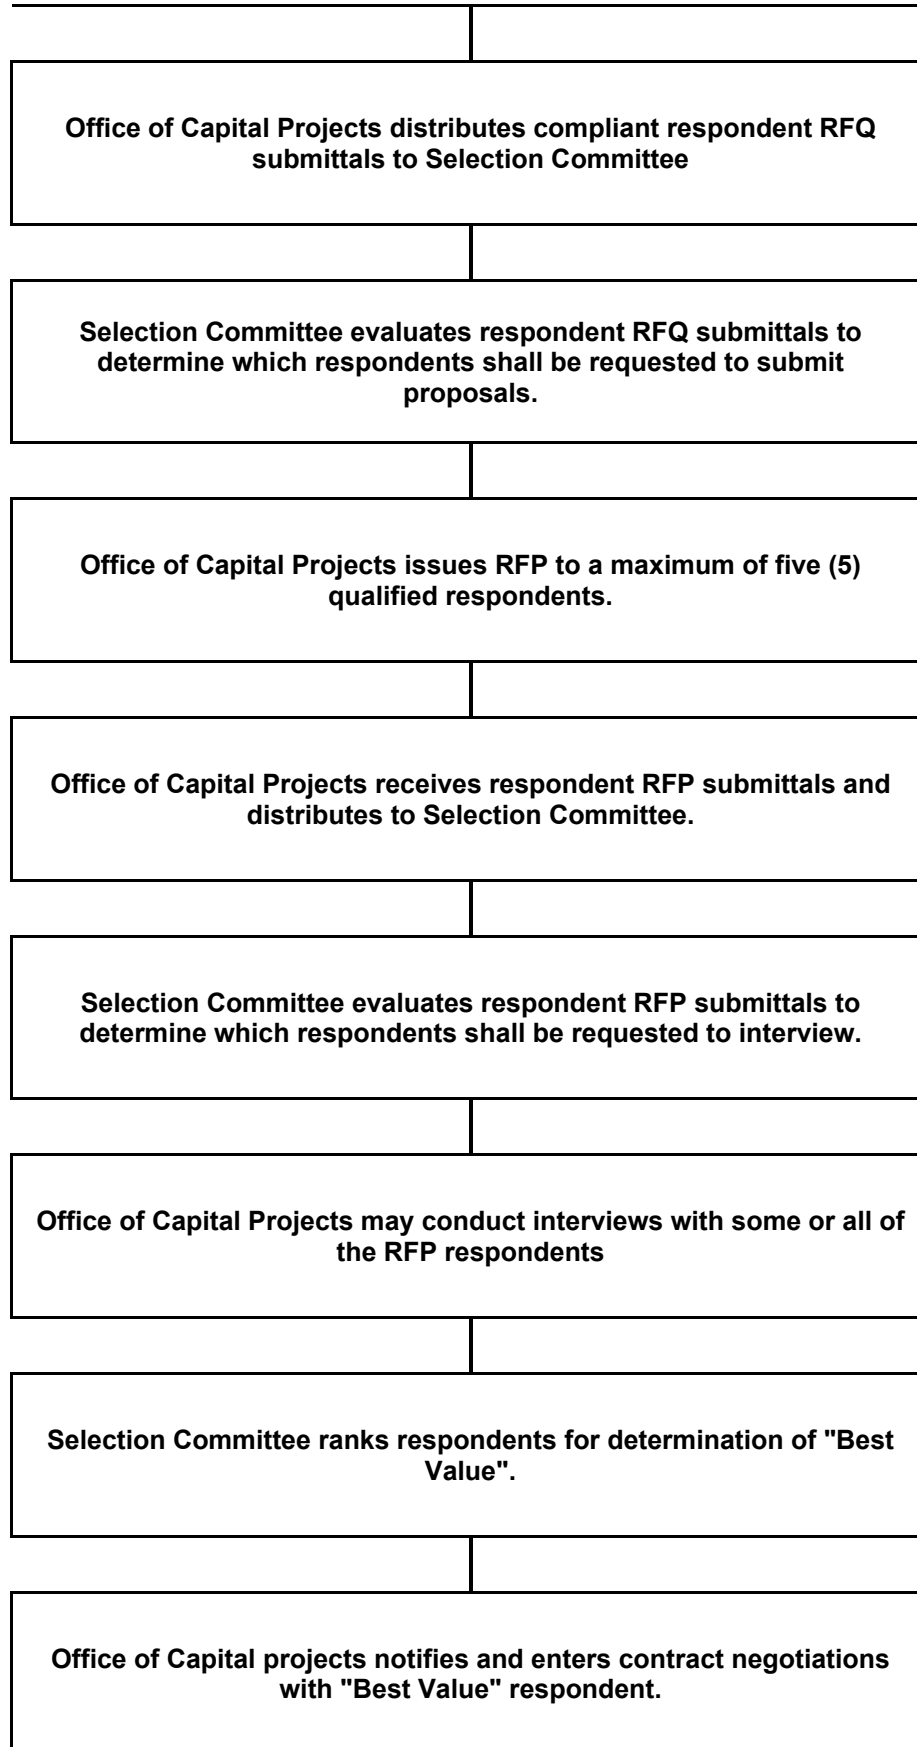 Office of Capital Projects distributes compliant respondent RFQ
submittals to Selection Committee
Selection Committee evaluates respondent RFQ submittals to
determine which respondents shall be requested to submit
proposals.
Office of Capital Projects issues RFP to a maximum of five (5)
qualified respondents.
Office of Capital Projects receives respondent RFP submittals and
distributes to Selection Committee.
Selection Committee evaluates respondent RFP submittals to
determine which respondents shall be requested to interview.
Office of Capital Projects may conduct interviews with some or all of
the RFP respondents
Selection Committee ranks respondents for determination of "Best
Value".
Office of Capital projects notifies and enters contract negotiations
with "Best Value" respondent.